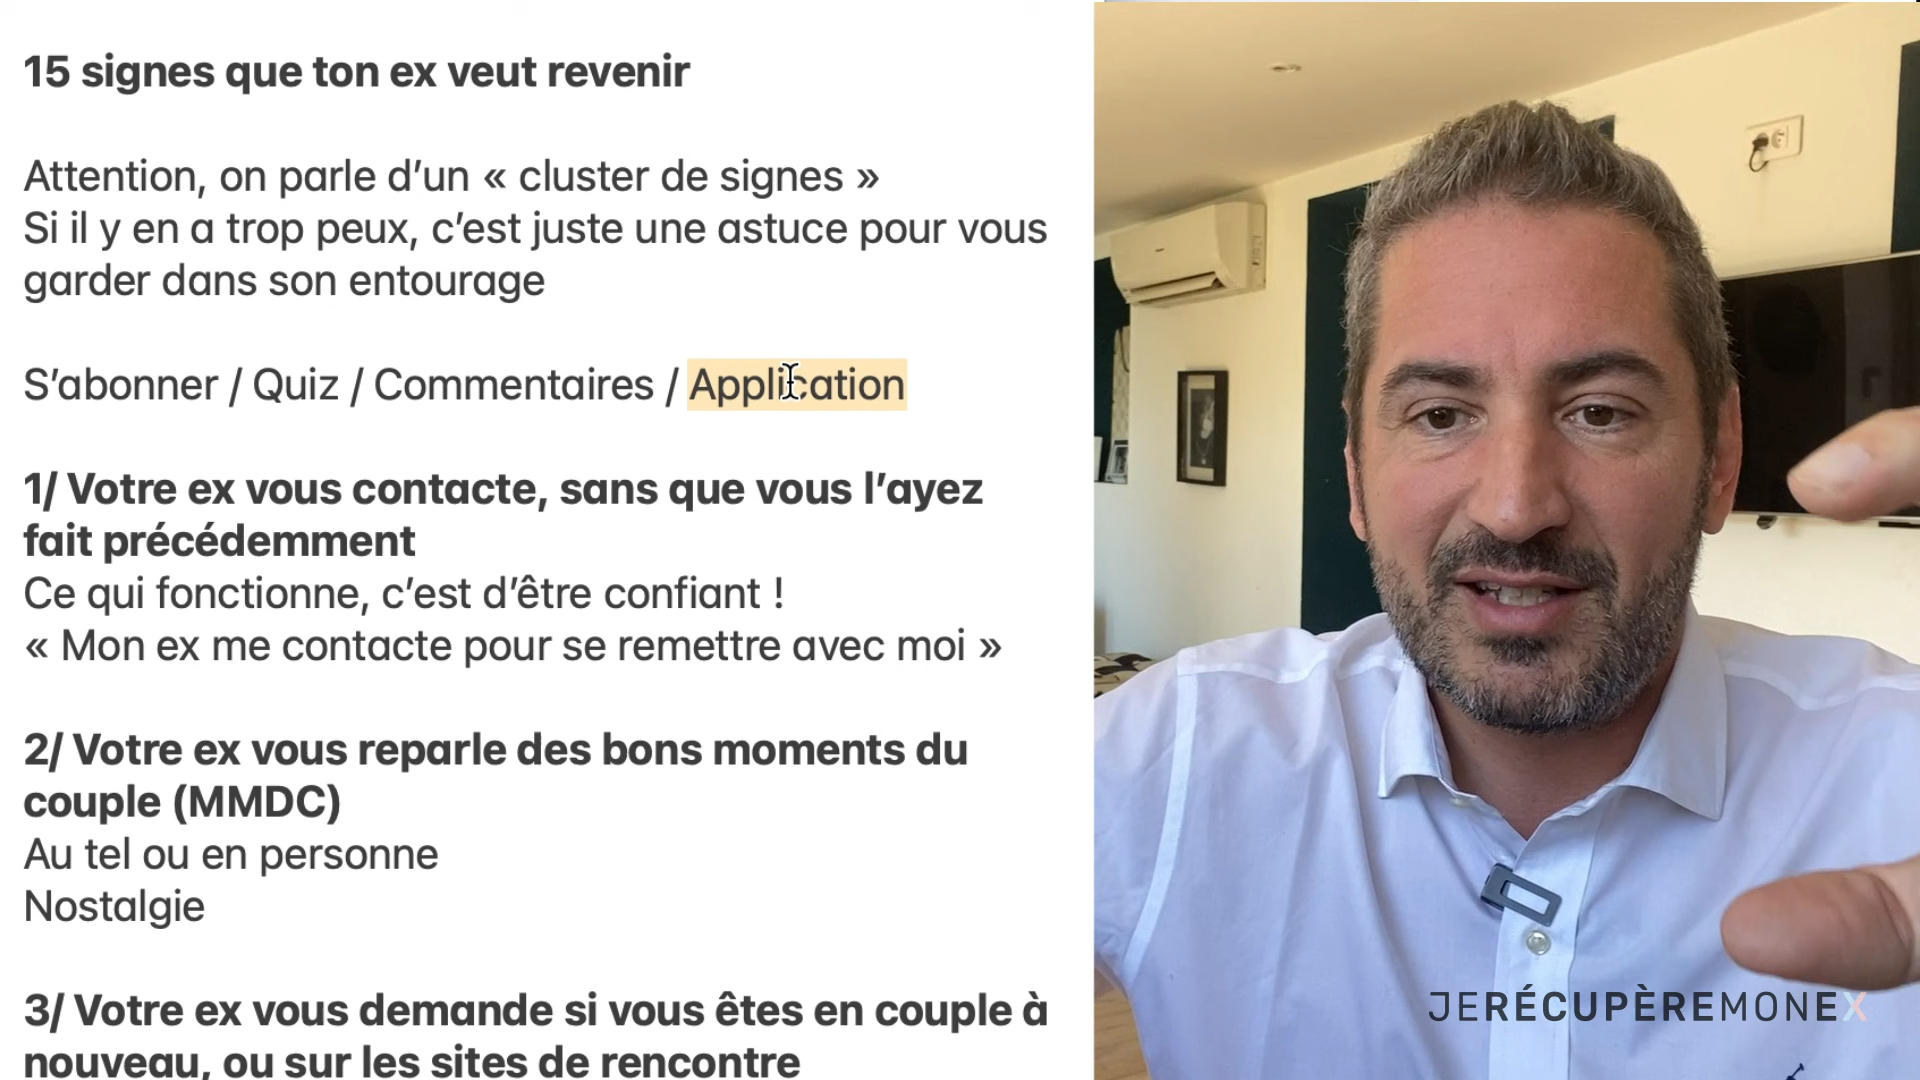 15 signes que ton ex veut revenir
Attention, on parle d’un « cluster de signes »
Si il y en a trop peux, c’est juste une astuce pour vous
garder dans son entourage
S’abonner / Quiz / Commentaires / Application
1/ Votre ex vous contacte, sans que vous l’ayez
fait précédemment
Ce qui fonctionne, c’est d’être confiant !
« Mon ex me contacte pour se remettre avec moi »
2/ Votre ex vous reparle des bons moments du
couple (MMDC)
Au tel ou en personne
Nostalgie
3/ Votre ex vous demande si vous êtes en couple à
nouveau, ou sur les sites de rencontre
JERÉCUPÈREMONEX